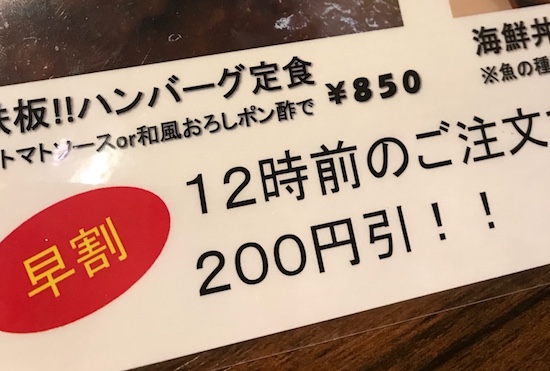 鉄板!!ハンバーグ定食
トマトソースor和風おろしポン酢で ¥850
海鮮丼
※魚の種
早割
12時前のご注文で
200円引！！